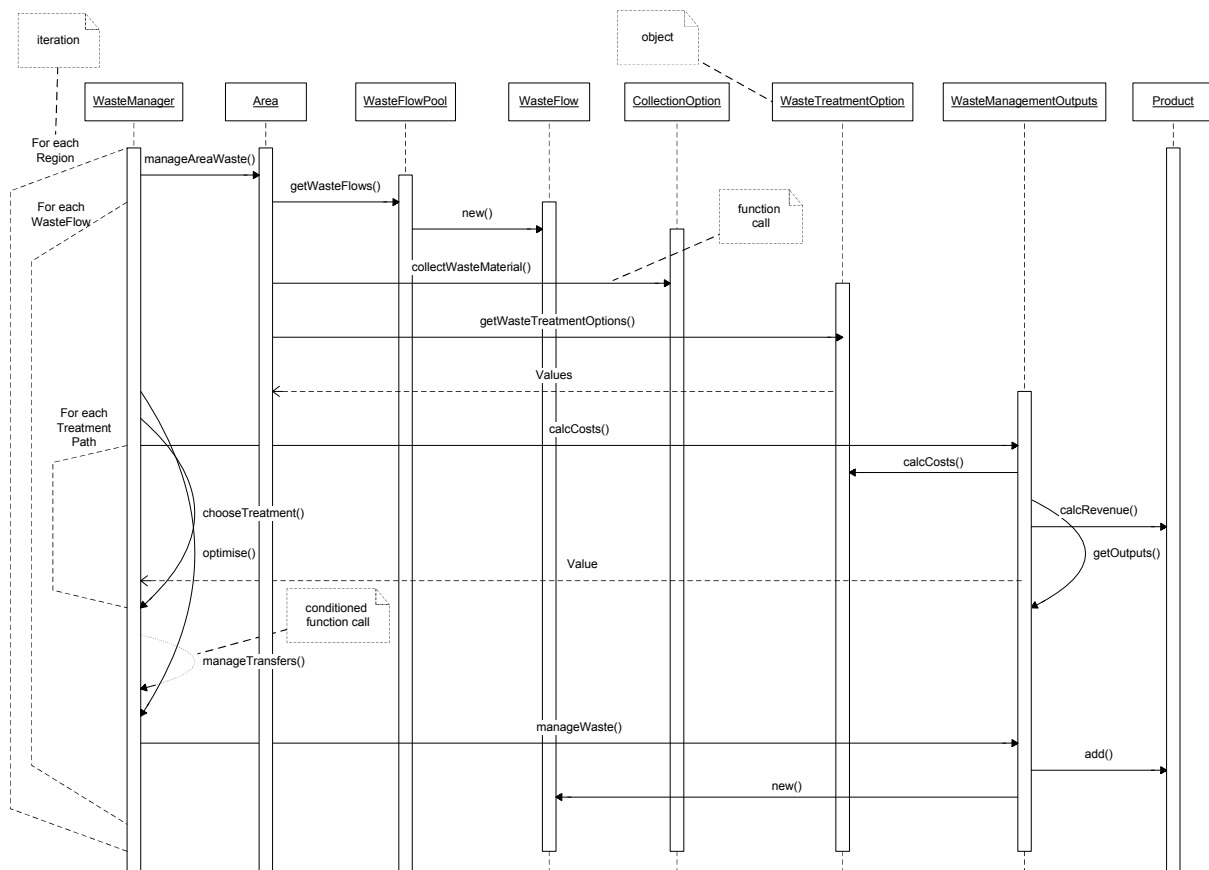 iteration
object
WasteManager
Area
WasteFlowPool
WasteFlow
CollectionOption
WasteTreatmentOption
WasteManagementOutputs
Product
For each
Region
manageAreaWaste()
getWasteFlows()
For each
WasteFlow
new()
function
call
collectWasteMaterial()
getWasteTreatmentOptions()
Values
For each
Treatment
Path
calcCosts()
calcCosts()
chooseTreatment()
calcRevenue()
optimise()
Value
getOutputs()
conditioned
function call
manageTransfers()
manageWaste()
add()
new()